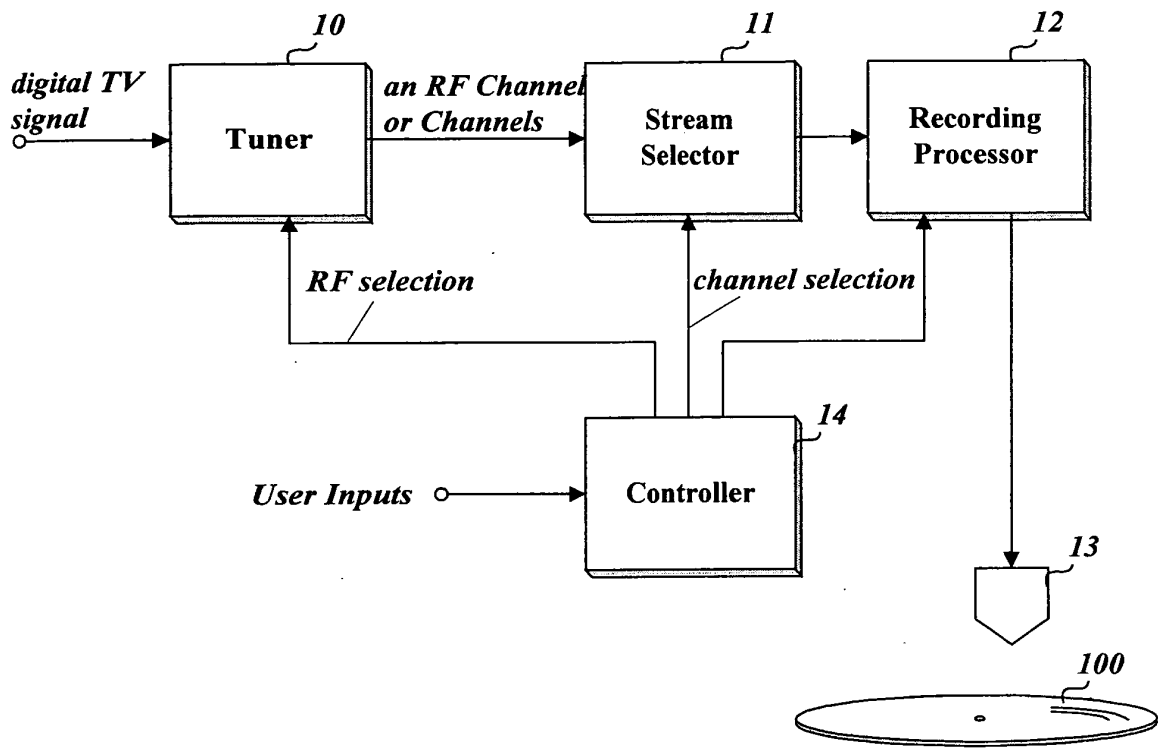 10
11
12
digital TV
signal
Tuner
an RF Channel
or Channels
Stream
Selector
Recording
Processor
RF selection
channel selection
14
User Inputs
Controller
13
100